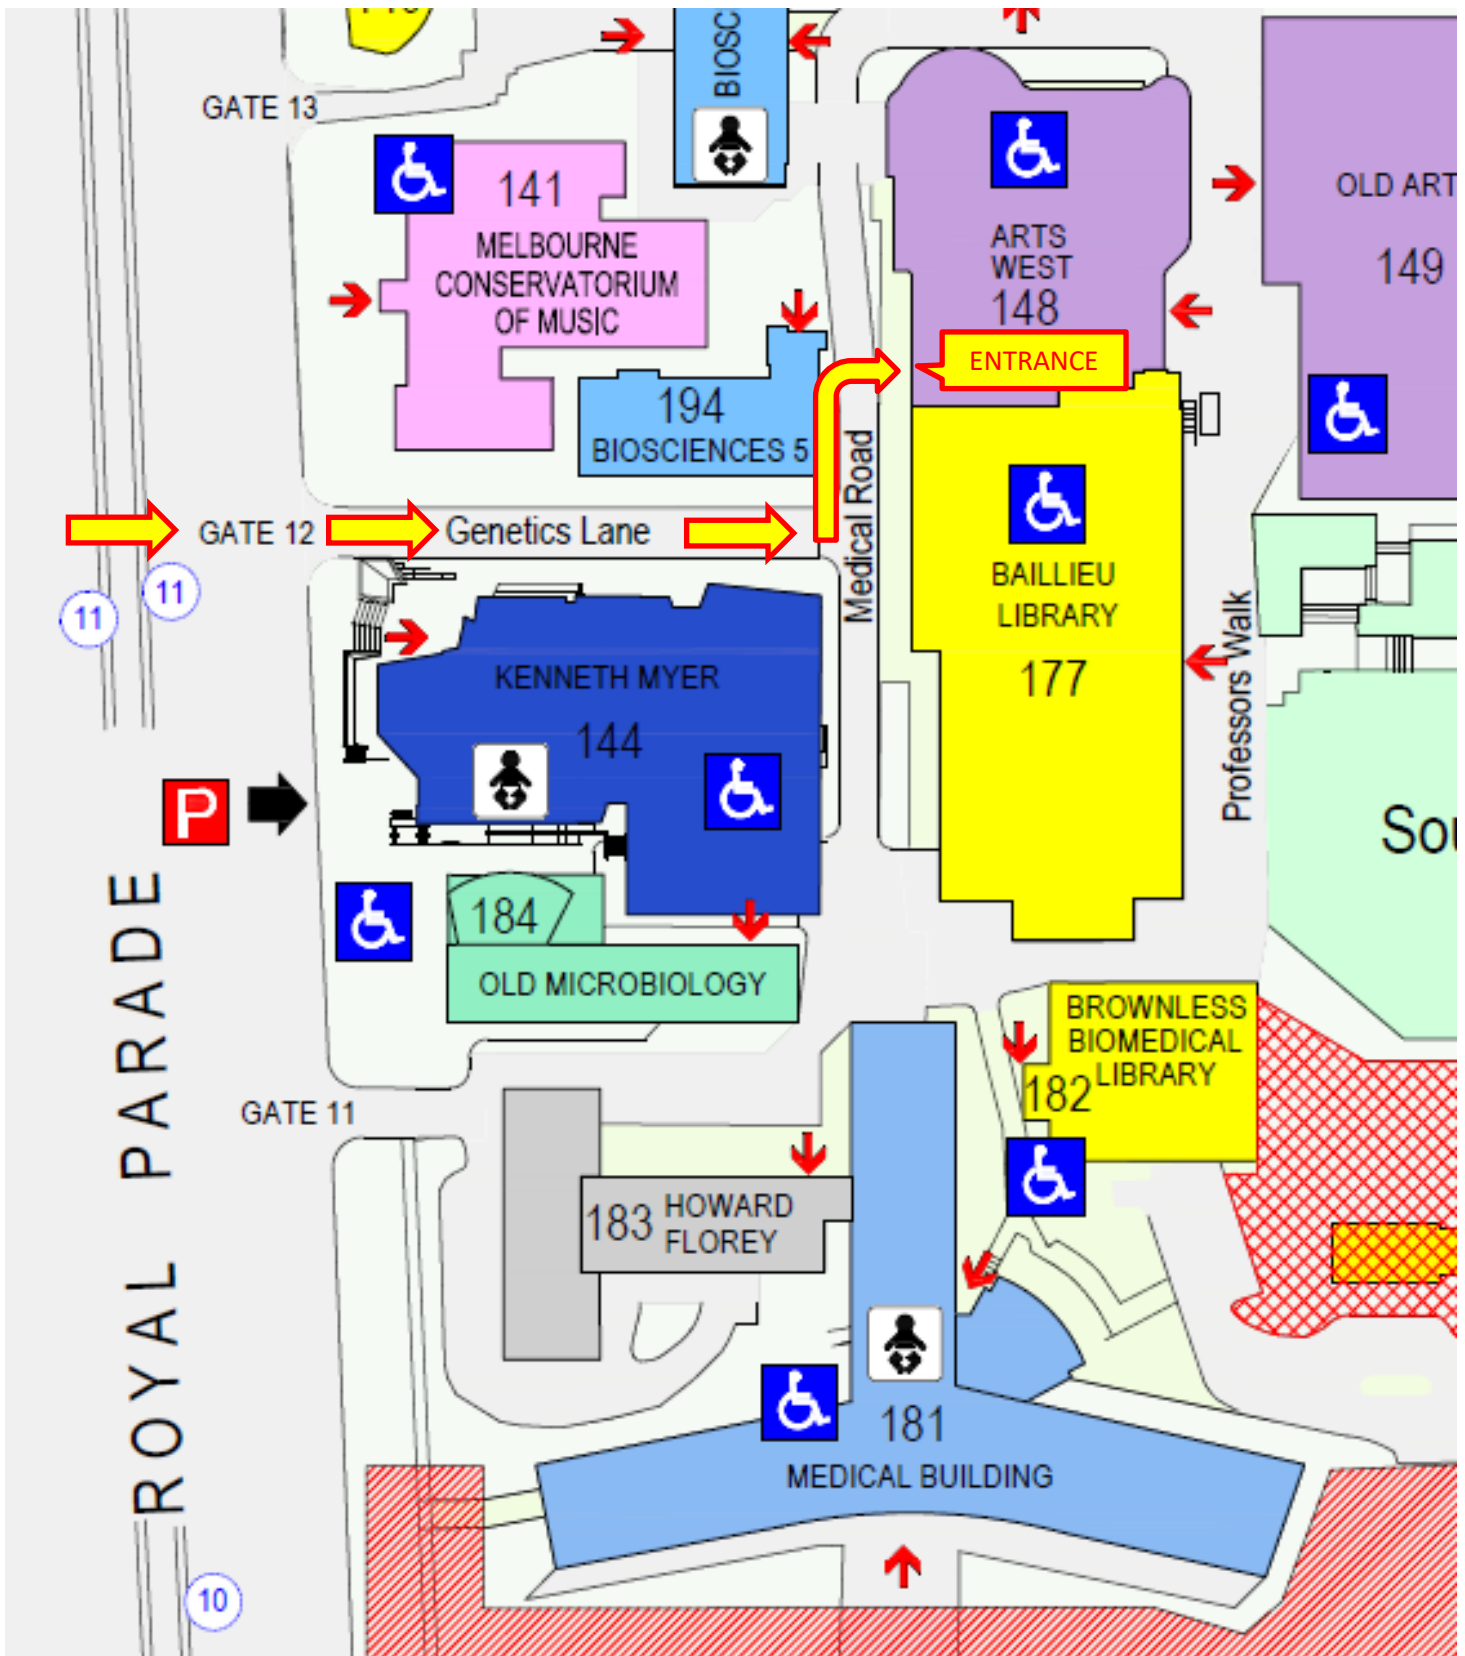 BIOSC
GATE 13
141
MELBOURNE
CONSERVATORIUM
OF MUSIC
ARTS
WEST
148
OLD ART
149
ENTRANCE
194
BIOSCIENCES 5
GATE 12
Genetics Lane
Medical Road
11
11
BAILLIEU
LIBRARY
177
KENNETH MYER
144
Professors Walk
P
Sou
ROYAL PARADE
184
OLD MICROBIOLOGY
BROWNLESS
BIOMEDICAL
LIBRARY
182
GATE 11
183
HOWARD
FLOREY
181
MEDICAL BUILDING
10